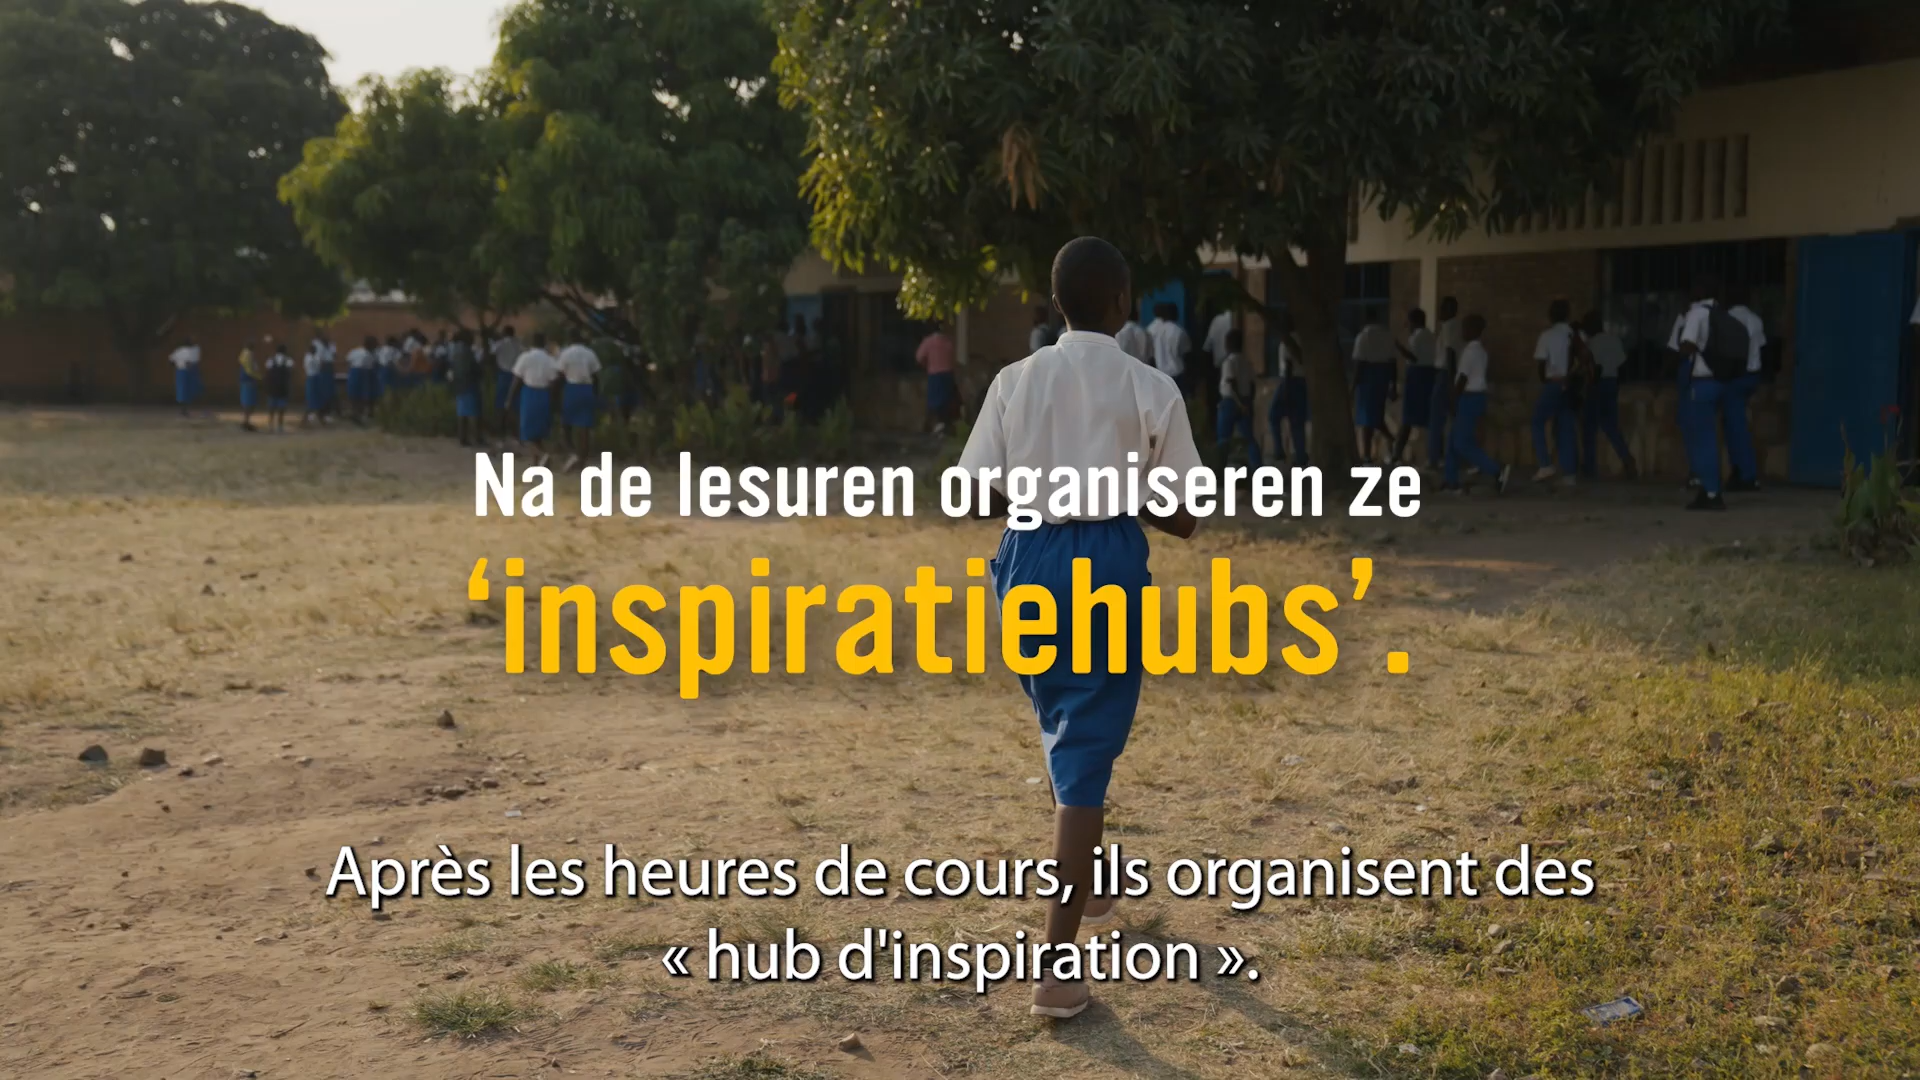 Na de lesuren organiseren ze
‘inspiratiehubs’.
Après les heures de cours, ils organisent des
« hub d'inspiration ».